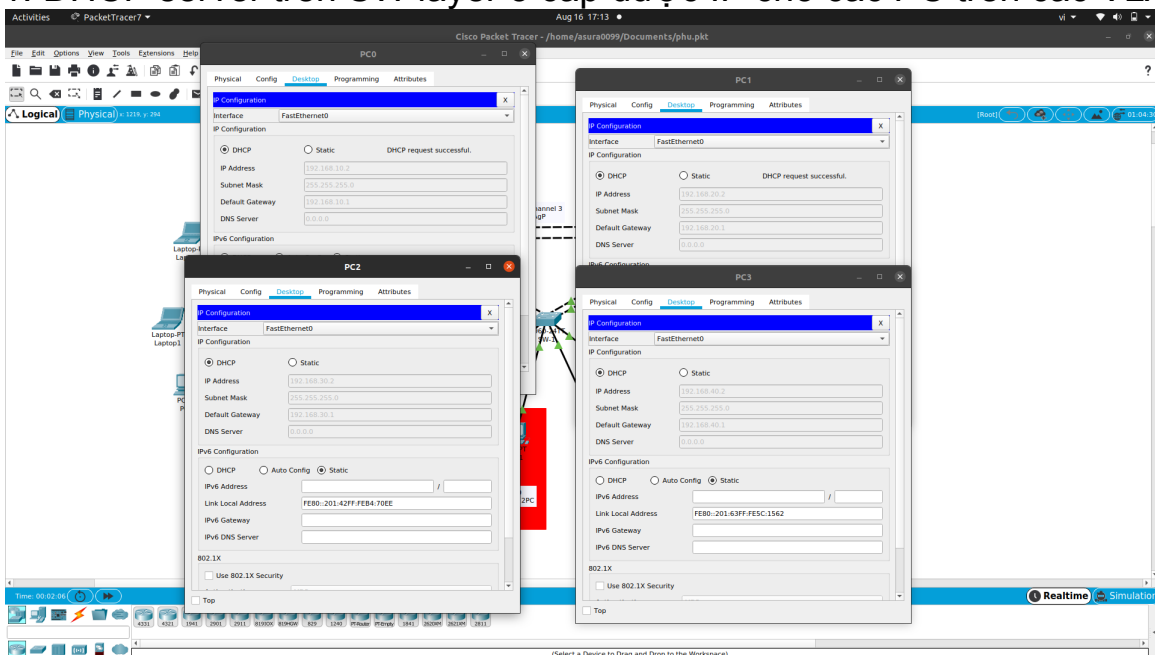 Activities PacketTracer7 Aug 16 17:13 vi
Cisco Packet Tracer - /home/asura0099/Documents/phu.pkt
File Edit Options View Tools Extensions Help
?
Logical Physical x: 1219, y: 294 [Root] 01:04:30
PC0
Physical Config Desktop Programming Attributes
IP Configuration X
Interface FastEthernet0
IP Configuration
DHCP Static DHCP request successful.
IP Address 192.168.10.2
Subnet Mask 255.255.255.0
Default Gateway 192.168.10.1
DNS Server 0.0.0.0
IPv6 Configuration
PC1
Physical Config Desktop Programming Attributes
IP Configuration X
Interface FastEthernet0
IP Configuration
DHCP Static DHCP request successful.
IP Address 192.168.20.2
Subnet Mask 255.255.255.0
Default Gateway 192.168.20.1
DNS Server 0.0.0.0
IPv6 Configuration
PC2
Physical Config Desktop Programming Attributes
IP Configuration X
Interface FastEthernet0
IP Configuration
DHCP Static
IP Address 192.168.30.2
Subnet Mask 255.255.255.0
Default Gateway 192.168.30.1
DNS Server 0.0.0.0
IPv6 Configuration
DHCP Auto Config Static
IPv6 Address /
Link Local Address FE80::201:42FF:FEB4:70EE
IPv6 Gateway
IPv6 DNS Server
802.1X
Use 802.1X Security
Top
PC3
Physical Config Desktop Programming Attributes
IP Configuration X
Interface FastEthernet0
IP Configuration
DHCP Static
IP Address 192.168.40.2
Subnet Mask 255.255.255.0
Default Gateway 192.168.40.1
DNS Server 0.0.0.0
IPv6 Configuration
DHCP Auto Config Static
IPv6 Address /
Link Local Address FE80::201:63FF:FE5C:1562
IPv6 Gateway
IPv6 DNS Server
802.1X
Use 802.1X Security
Top
Laptop-PT
Laptop1
2PC
Time: 00:02:06 Realtime Simulation
4331 4321 1941 2901 2911 819IOX 819HGW 829 1240 PT-Router PT-Empty 1841 2620XM 2621XM 2811
(Select a Device to Drag and Drop to the Workspace)